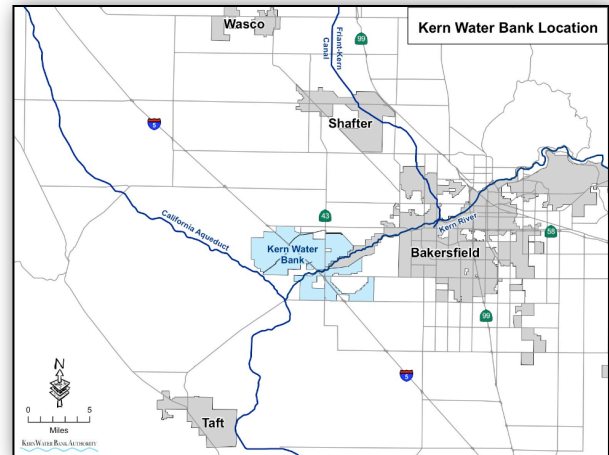 Kern Water Bank Location
Wasco
99
Friant-Kern
Canal
Shafter
5
43
California Aqueduct
Kern Water
Bank
Kern River
Bakersfield
58
99
N
5
0 5
Miles
Taft
KERN WATER BANK AUTHORITY